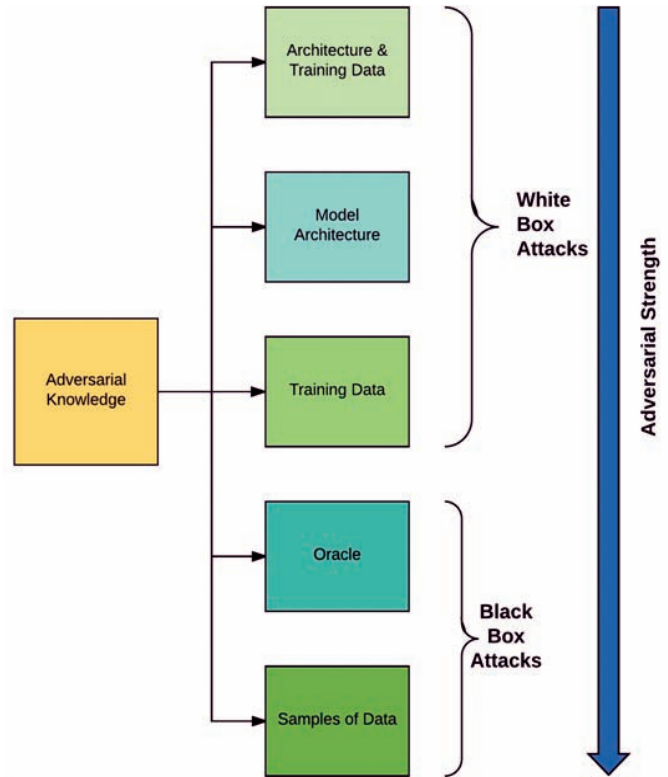 Architecture &
Training Data
Model
Architecture
White
Box
Attacks
Adversarial
Knowledge
Training Data
Adversarial Strength
Oracle
Black
Box
Attacks
Samples of Data